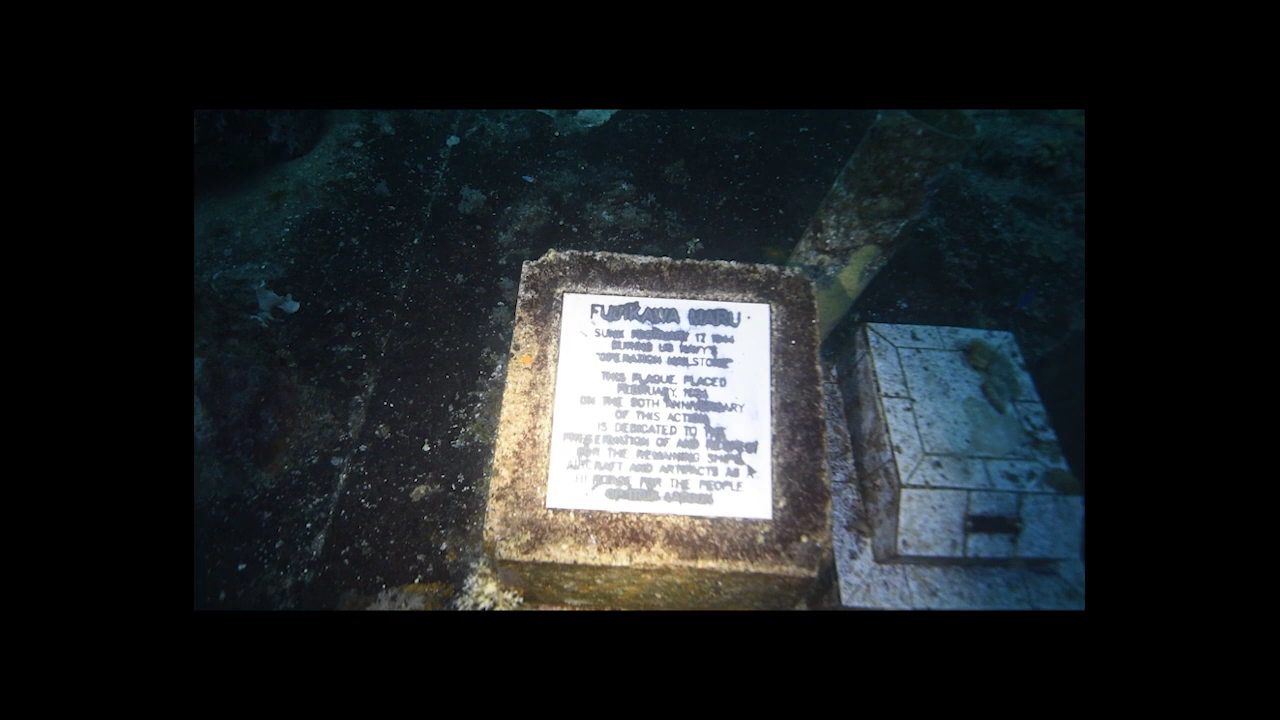 FUJIKAWA MARU
SUNK FEBRUARY 17 1944
DURING US NAVY'S
"OPERATION HAILSTONE"
THIS PLAQUE, PLACED
FEBRUARY, 1994
ON THE 50TH ANNIVERSARY
OF THIS ACTION
IS DEDICATED TO THE
PRESERVATION OF AND RESPECT
FOR THE REMAINING SHIPS,
AIRCRAFT AND ARTIFACTS AS
FOR THE PEOPLE